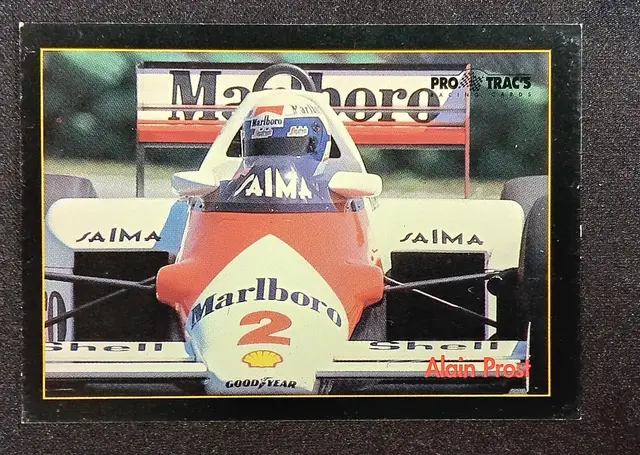 PRO TRAC'S
RACING CARDS
Marlboro
Marlboro
SAIMA
SAIMA
SAIMA
Marlboro
2
Shell
Shell
GOODYEAR
Alain Prost